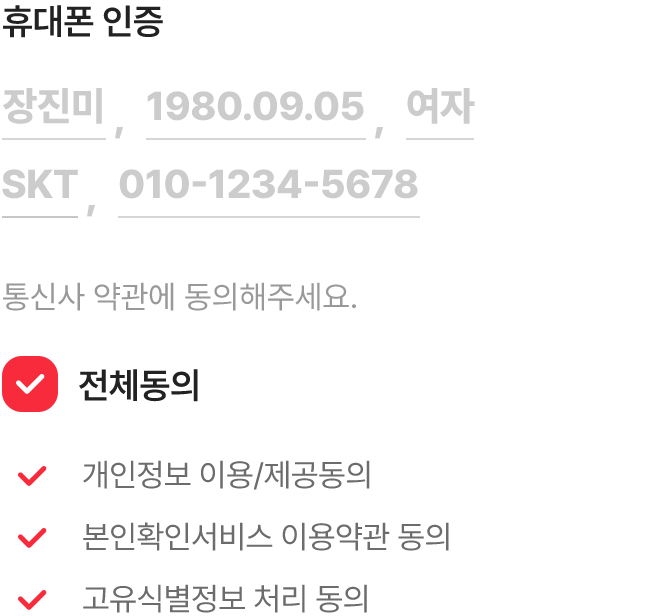 휴대폰 인증
장진미, 1980.09.05, 여자
SKT, 010-1234-5678
통신사 약관에 동의해주세요.
전체동의
개인정보 이용/제공동의
본인확인서비스 이용약관 동의
고유식별정보 처리 동의